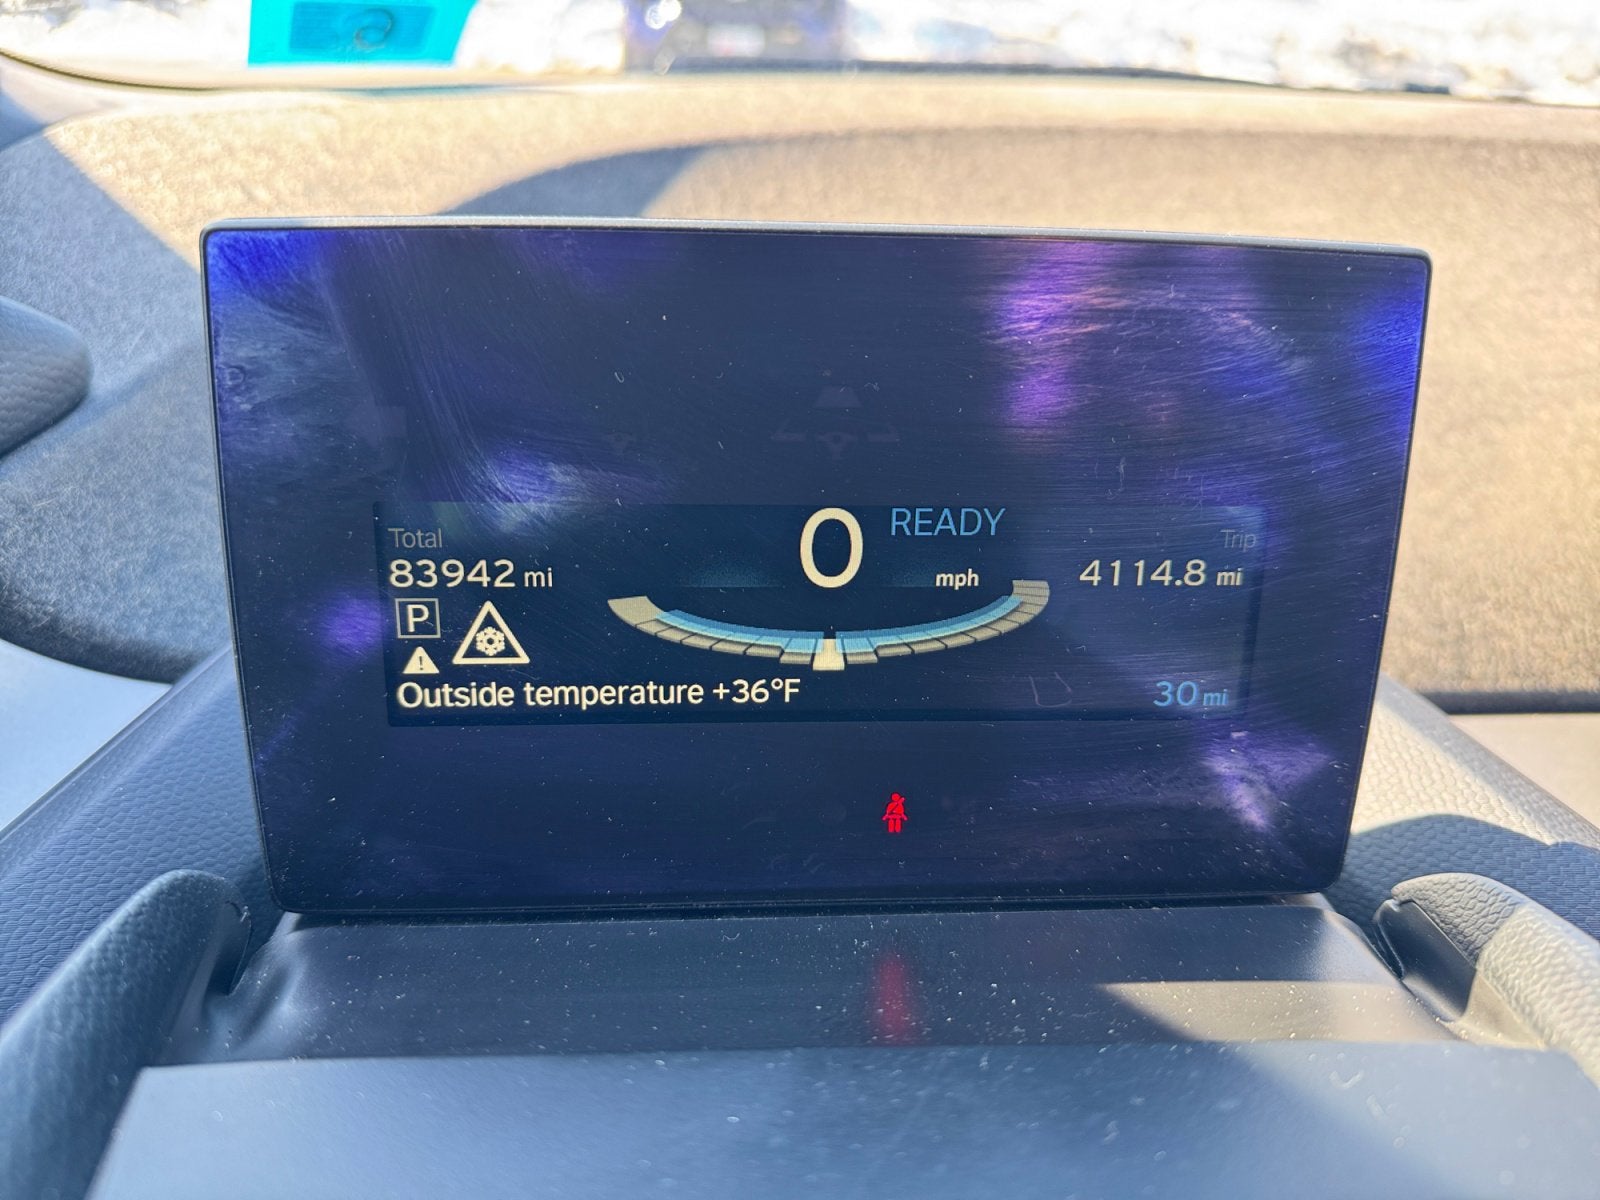 0 READY
mph
Total
83942 mi
Trip
4114.8 mi
P
!
Outside temperature +36°F
30 mi